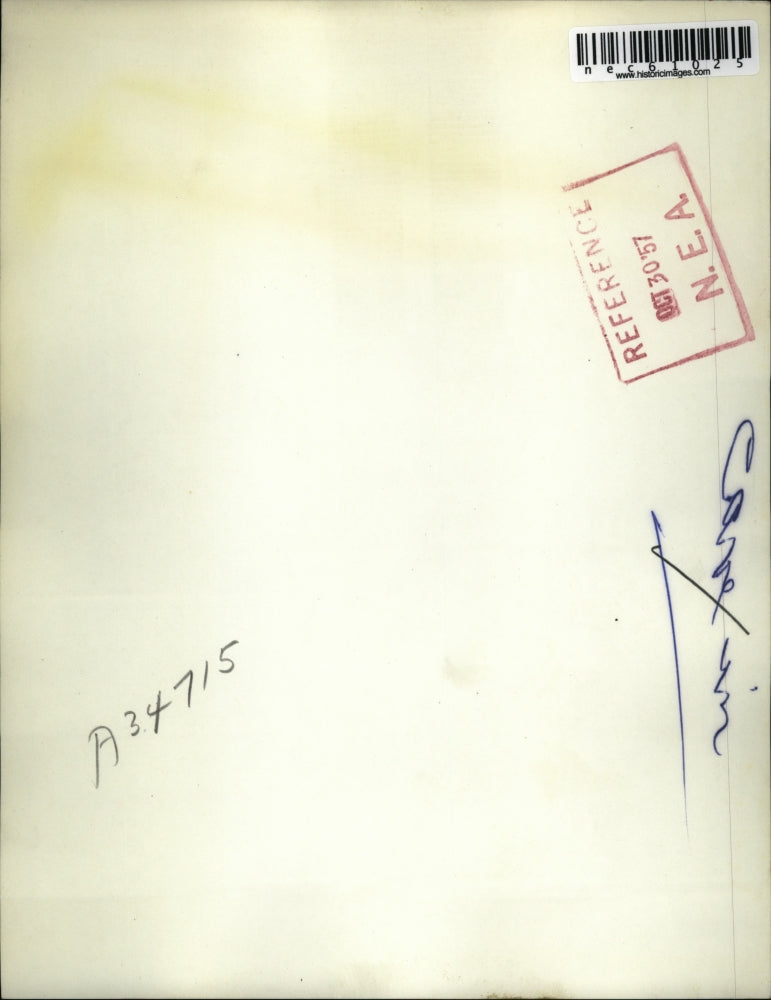 nec61025
www.historicimages.com
REFERENCE
OCT 30'57
N.E.A.
A34715